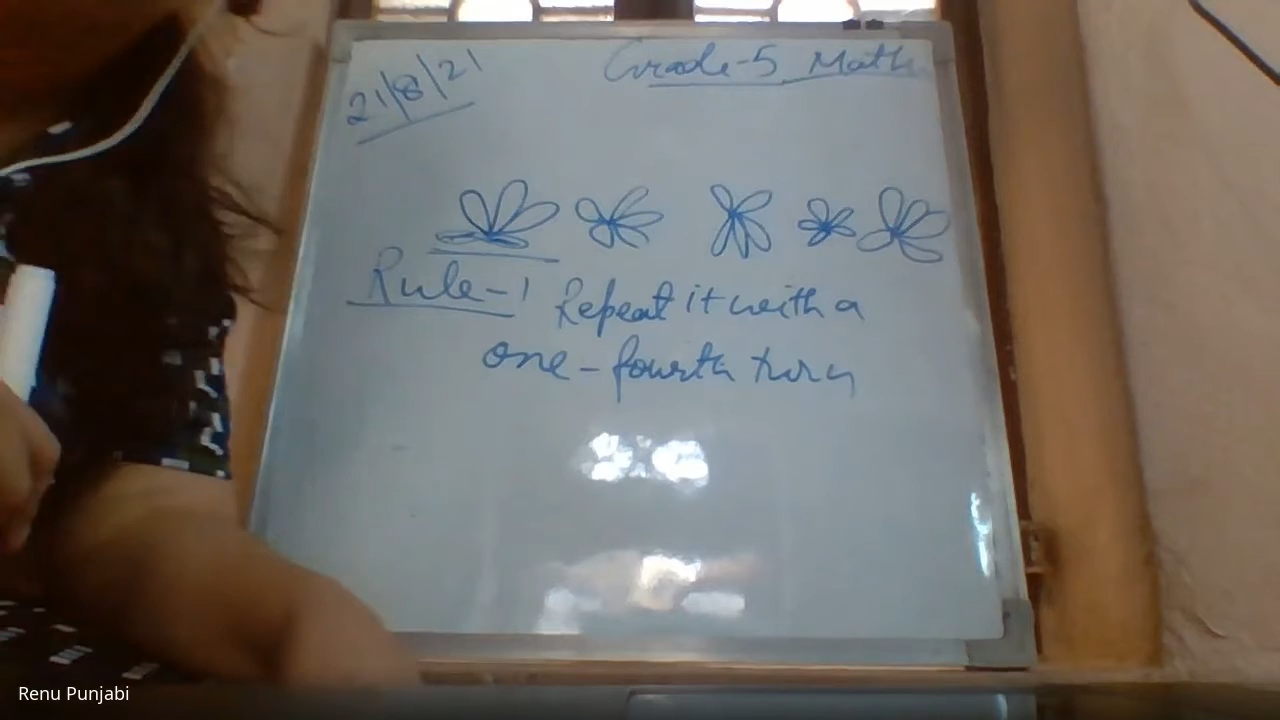 21/8/21
Grade-5 Math
Rule-1 Repeat it with a
one-fourth turn
Renu Punjabi